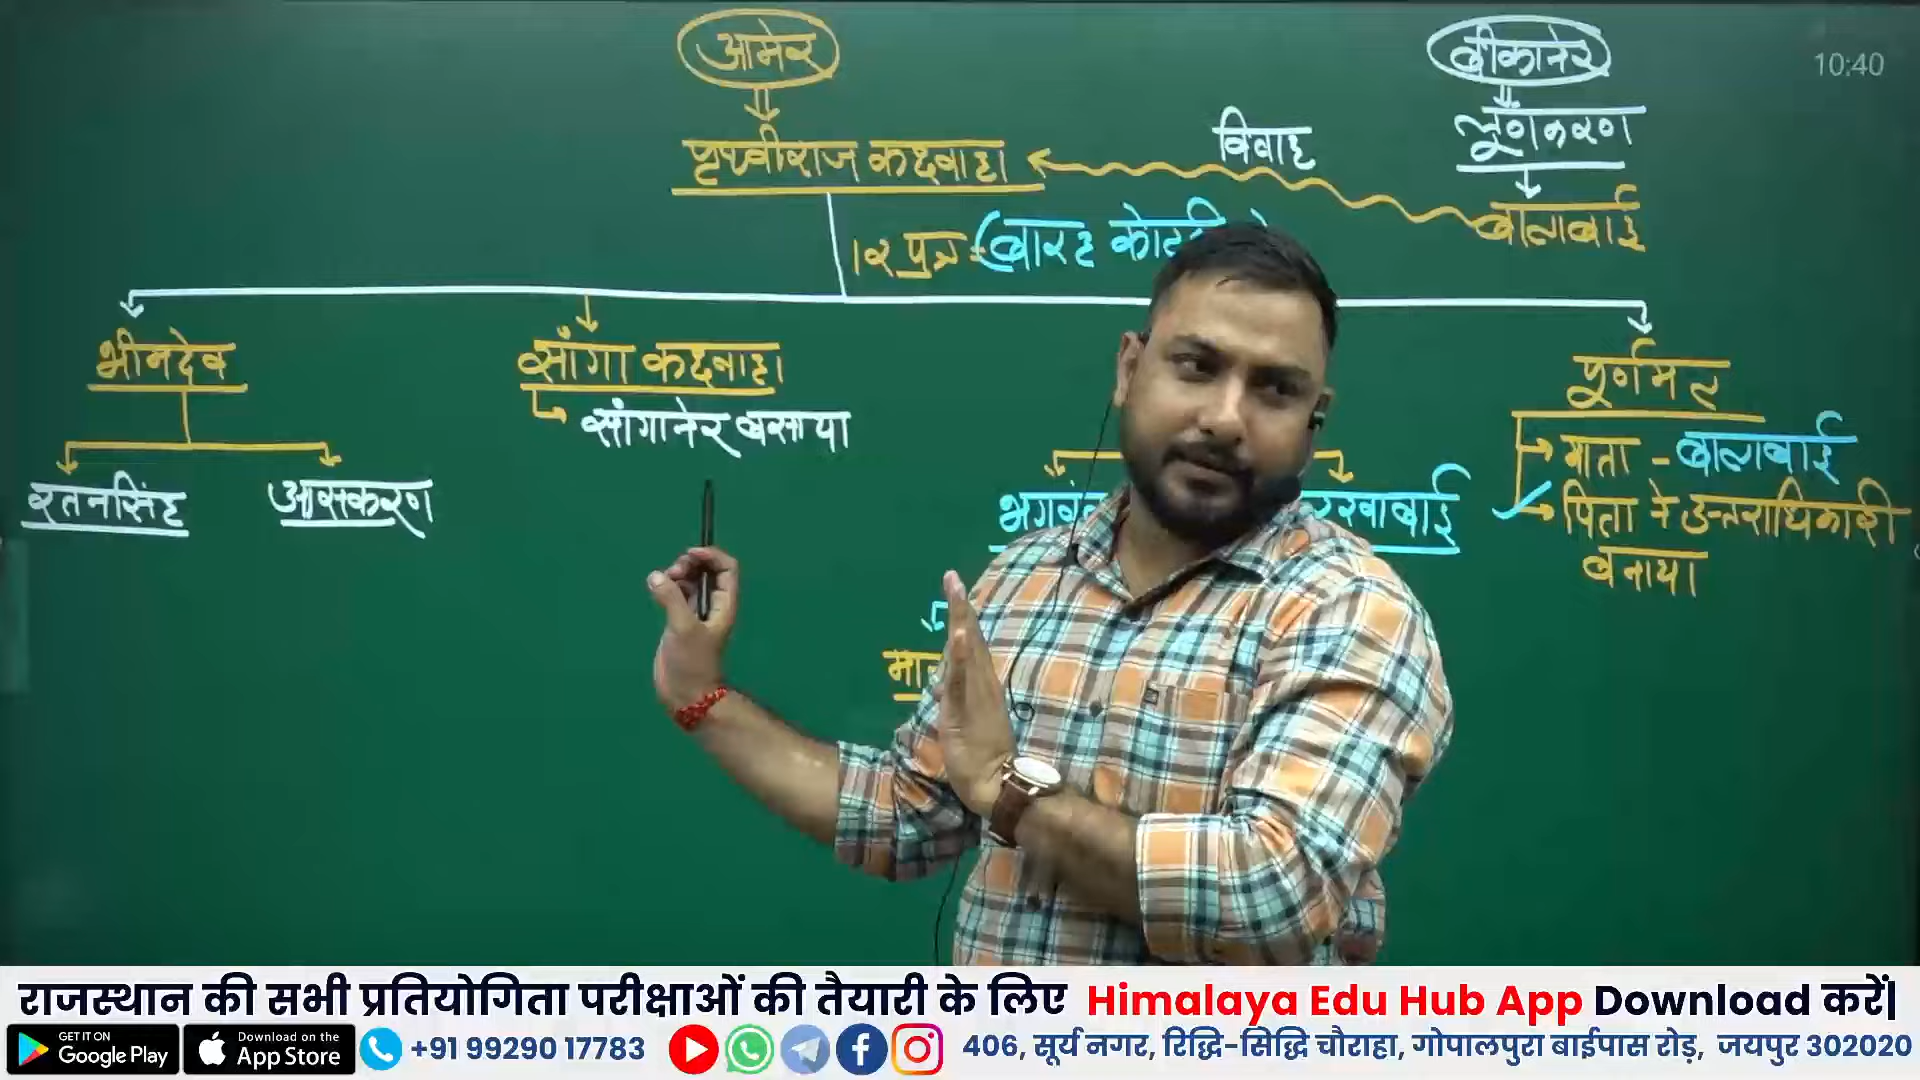 आमेर
बीकानेर
10:40
लूणकरण
पृथ्वीराज कछवाहा
विवाह
बालाबाई
12 पुत्र - (बारह
भीमदेव
सांगा कछवाहा
पूर्णमल
सांगानेर बसाया
माता - बालाबाई
रतनसिंह
आसकरण
पिता ने उत्तराधिकारी
बनाया
राजस्थान की सभी प्रतियोगिता परीक्षाओं की तैयारी के लिए Himalaya Edu Hub App Download करें|
GET IT ON
Google Play
Download on the
App Store
+91 99290 17783
406, सूर्य नगर, रिद्धि-सिद्धि चौराहा, गोपालपुरा बाईपास रोड़, जयपुर 302020